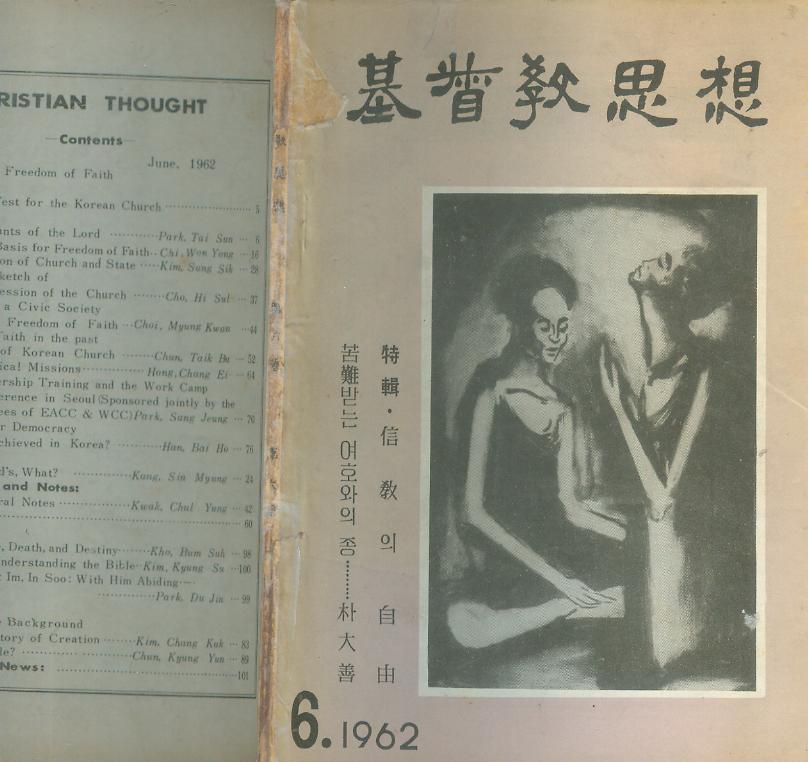 RISTIAN THOUGHT
Contents
June, 1962
Freedom of Faith
est for the Korean Church 5
nts of the Lord Park, Tai Sun 6
Basis for Freedom of Faith Chi, Won Yong 16
on of Church and State Kim, Sung Sik 28
ketch of
ession of the Church Cho, Hi Sul 37
a Civic Society
Freedom of Faith Choi, Myung Kwan 44
aith in the past
of Korean Church Chun, Taik Bu 52
ical Missions Hong, Chang Ei 64
ership Training and the Work Camp
erence in Seoul (Sponsored jointly by the
ees of EACC & WCC) Park, Sang Jeung 70
r Democracy
chieved in Korea? Han, Bai Ho 76
d's, What? Kang, Sin Myung 24
and Notes:
ral Notes Kwak, Chul Yung 42
60
, Death, and Destiny Kho, Bum Suh 98
nderstanding the Bible Kim, Kyung Su 100
Im, In Soo: With Him Abiding
Park, Du Jin 99
Background
tory of Creation Kim, Chang Kuk 83
le? Chun, Kyung Yun 89
News: 101
基督敎思想
特輯·信敎의 自由
苦難받는 여호와의 종………朴大善
6. 1962